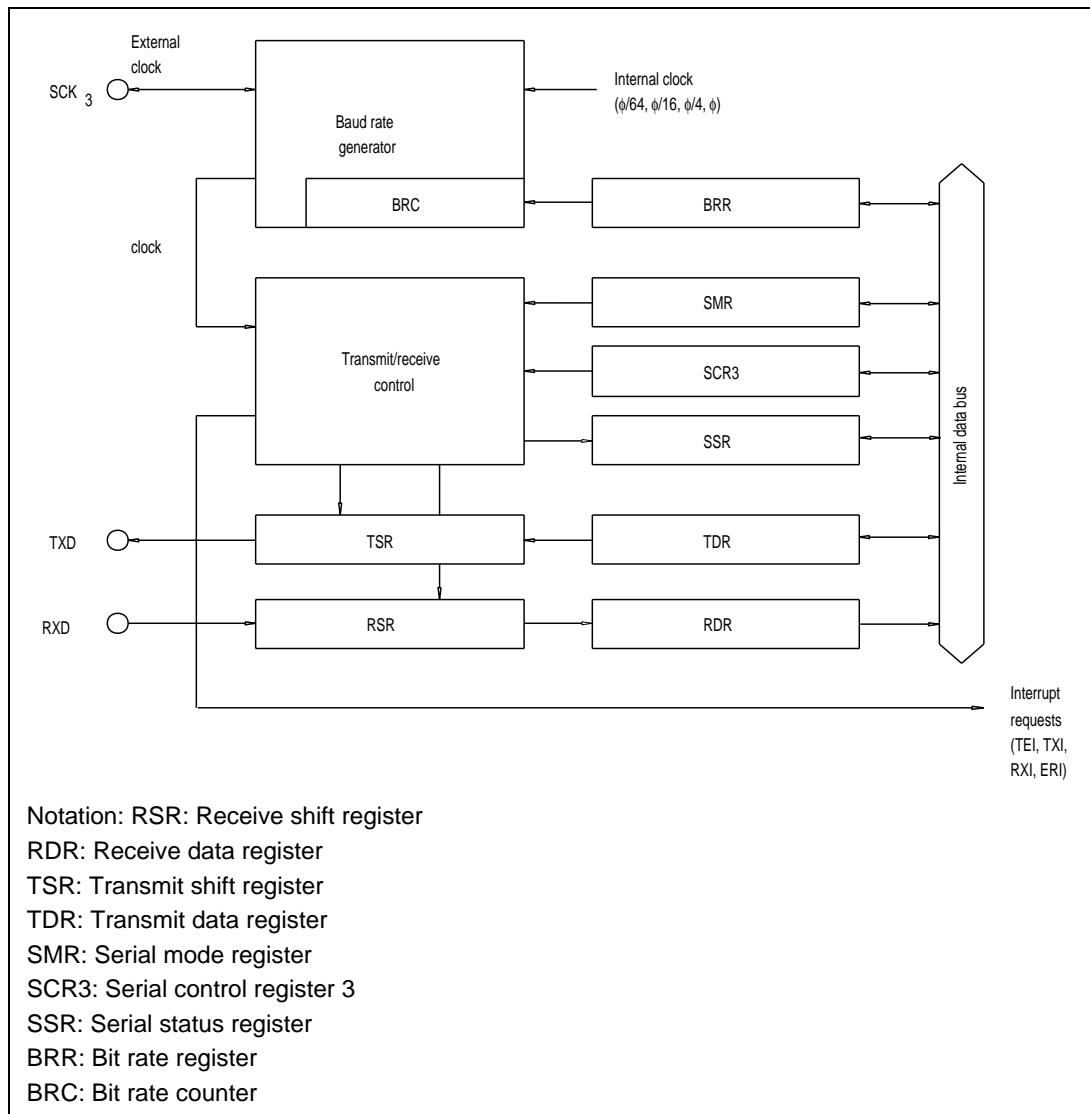 External
clock
SCK 3
Internal clock
(ϕ/64, ϕ/16, ϕ/4, ϕ)
Baud rate
generator
BRC
BRR
clock
SMR
Transmit/receive
control
SCR3
SSR
Internal data bus
TXD
TSR
TDR
RXD
RSR
RDR
Interrupt
requests
(TEI, TXI,
RXI, ERI)
Notation: RSR: Receive shift register
RDR: Receive data register
TSR: Transmit shift register
TDR: Transmit data register
SMR: Serial mode register
SCR3: Serial control register 3
SSR: Serial status register
BRR: Bit rate register
BRC: Bit rate counter